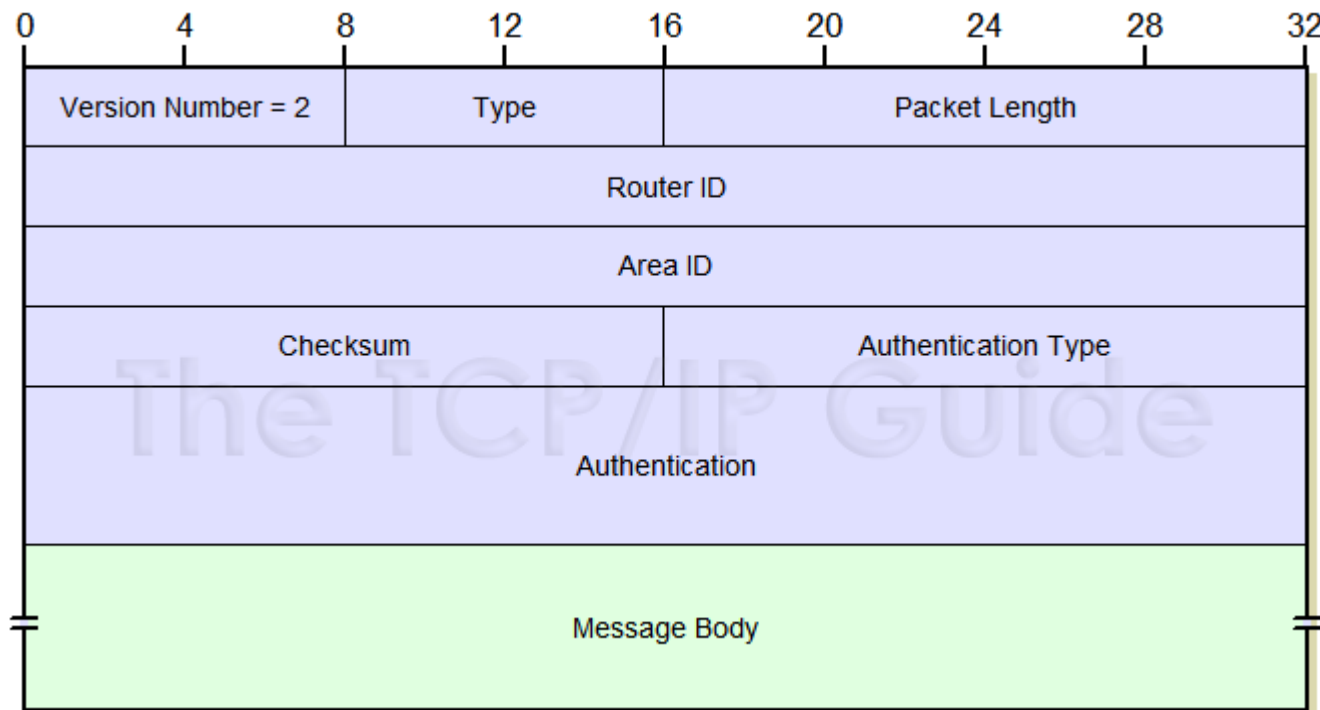 0 4 8 12 16 20 24 28 32
Version Number = 2 Type Packet Length
Router ID
Area ID
Checksum Authentication Type
The TCP/IP Guide
Authentication
Message Body